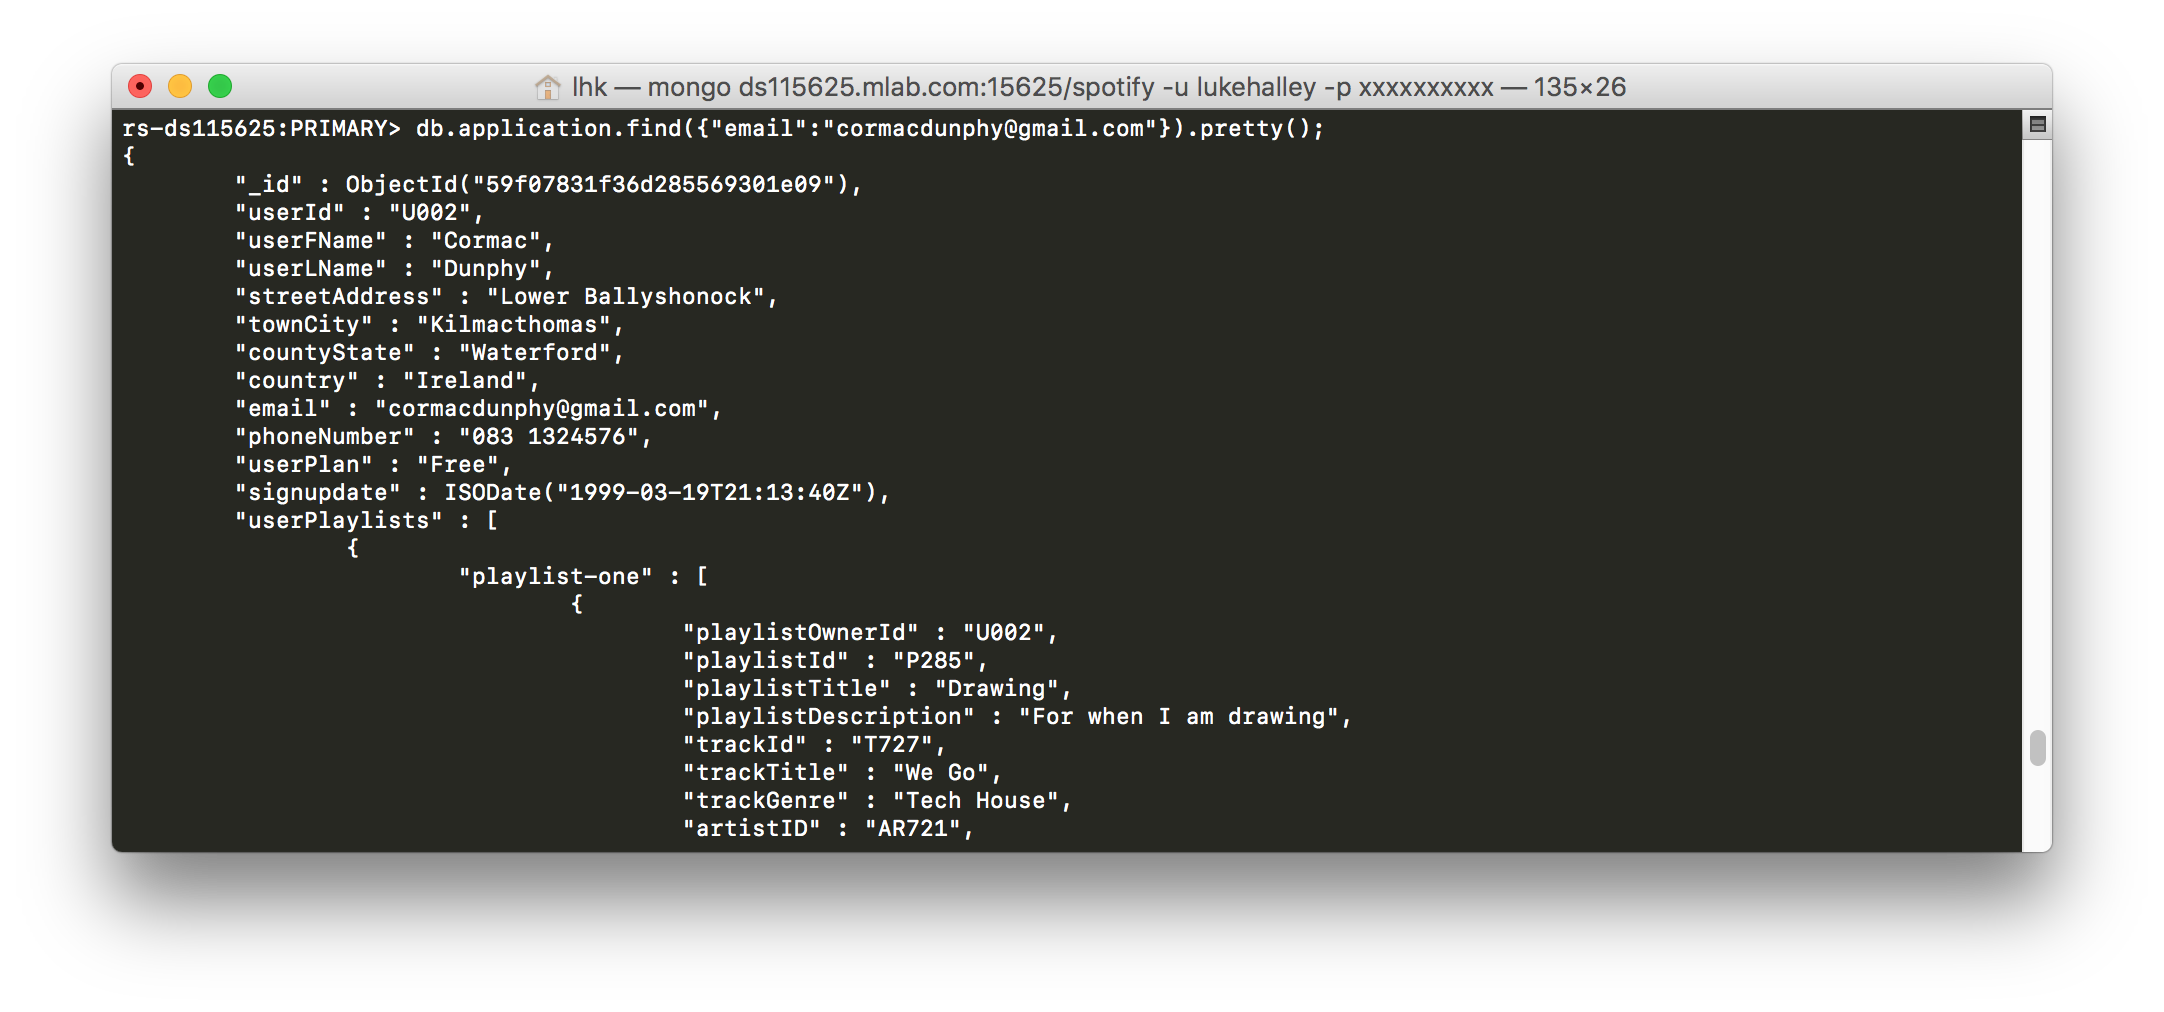 lhk — mongo ds115625.mlab.com:15625/spotify -u lukehalley -p xxxxxxxxxx — 135×26
rs-ds115625:PRIMARY> db.application.find({"email":"cormacdunphy@gmail.com"}).pretty();
{
"_id" : ObjectId("59f07831f36d285569301e09"),
"userId" : "U002",
"userFName" : "Cormac",
"userLName" : "Dunphy",
"streetAddress" : "Lower Ballyshonock",
"townCity" : "Kilmacthomas",
"countyState" : "Waterford",
"country" : "Ireland",
"email" : "cormacdunphy@gmail.com",
"phoneNumber" : "083 1324576",
"userPlan" : "Free",
"signupdate" : ISODate("1999-03-19T21:13:40Z"),
"userPlaylists" : [
{
"playlist-one" : [
{
"playlistOwnerId" : "U002",
"playlistId" : "P285",
"playlistTitle" : "Drawing",
"playlistDescription" : "For when I am drawing",
"trackId" : "T727",
"trackTitle" : "We Go",
"trackGenre" : "Tech House",
"artistID" : "AR721",